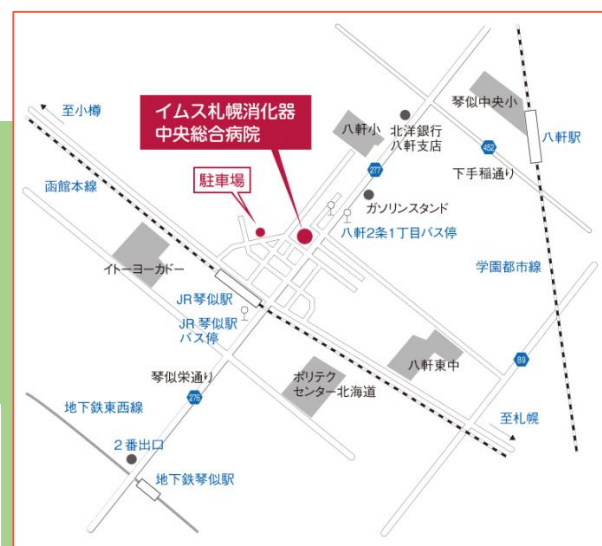 至小樽
イムス札幌消化器
中央総合病院
八軒小
北洋銀行
八軒支店
琴似中央小
八軒駅
函館本線
駐車場
277
452
下手稲通り
ガソリンスタンド
八軒2条1丁目バス停
イトーヨーカドー
学園都市線
JR琴似駅
JR琴似駅
バス停
89
八軒東中
琴似栄通り
ポリテク
センター北海道
276
地下鉄東西線
至札幌
2番出口
地下鉄琴似駅